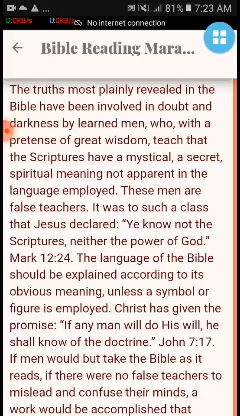 81% 7:23 AM
0:0KB/s U:0KB/s No internet connection
Bible Reading Mara...
The truths most plainly revealed in the
Bible have been involved in doubt and
darkness by learned men, who, with a
pretense of great wisdom, teach that
the Scriptures have a mystical, a secret,
spiritual meaning not apparent in the
language employed. These men are
false teachers. It was to such a class
that Jesus declared: “Ye know not the
Scriptures, neither the power of God.”
Mark 12:24. The language of the Bible
should be explained according to its
obvious meaning, unless a symbol or
figure is employed. Christ has given the
promise: “If any man will do His will, he
shall know of the doctrine.” John 7:17.
If men would but take the Bible as it
reads, if there were no false teachers to
mislead and confuse their minds, a
work would be accomplished that